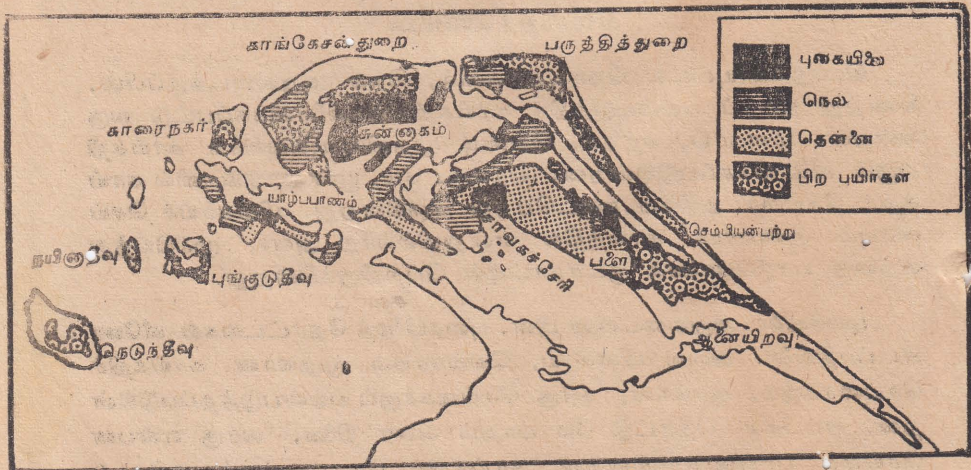 காங்கேசன்துறை
பருத்தித்துறை
புகையிலை
நெல்
தென்னை
பிற பயிர்கள்
காரைநகர்
சுன்னாகம்
யாழ்ப்பாணம்
செம்பியன்பற்று
சாவகச்சேரி
பளை
நயினாதீவு
புங்குடுதீவு
நெடுந்தீவு
ஆனையிறவு